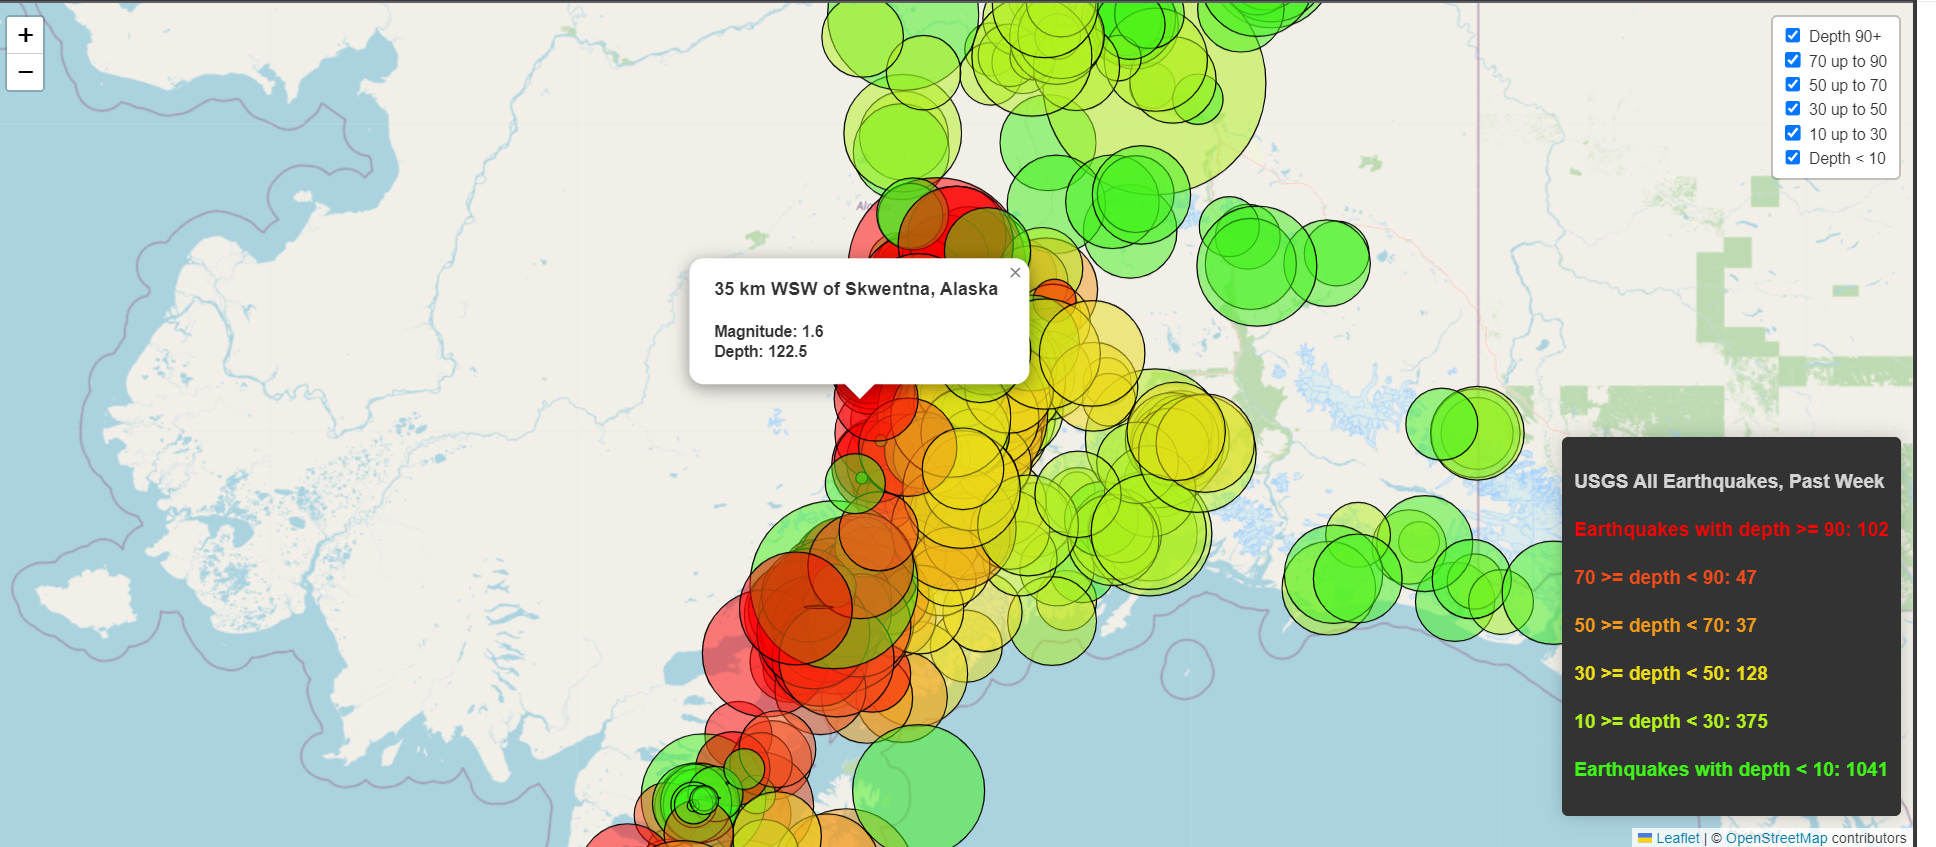 +
−
Depth 90+
70 up to 90
50 up to 70
30 up to 50
10 up to 30
Depth < 10
×
35 km WSW of Skwentna, Alaska
Magnitude: 1.6
Depth: 122.5
USGS All Earthquakes, Past Week
Earthquakes with depth >= 90: 102
70 >= depth < 90: 47
50 >= depth < 70: 37
30 >= depth < 50: 128
10 >= depth < 30: 375
Earthquakes with depth < 10: 1041
Leaflet | © OpenStreetMap contributors